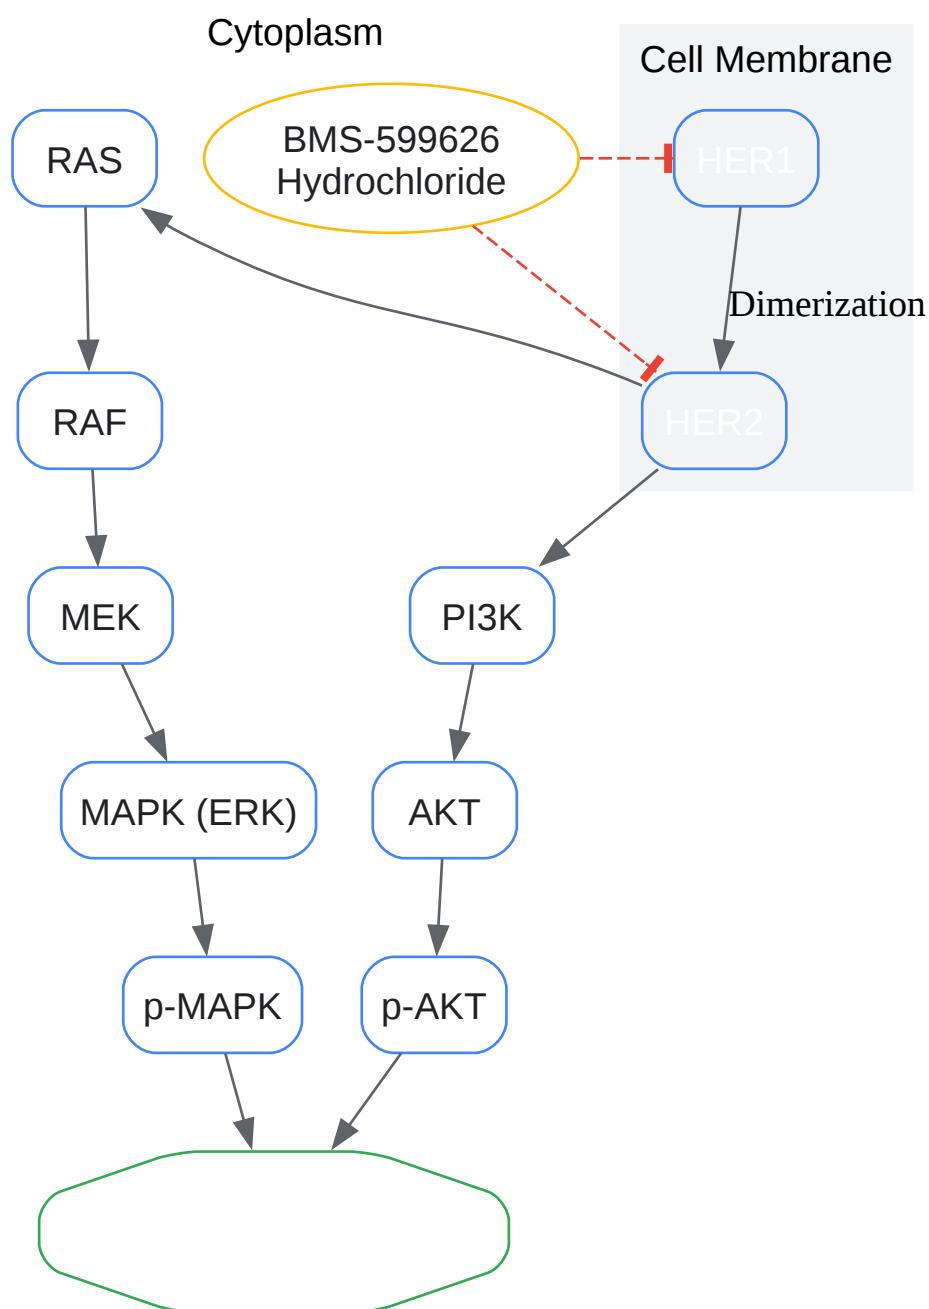 Cytoplasm
Cell Membrane
RAS
BMS-599626
Hydrochloride
HER1
Dimerization
RAF
HER2
MEK
PI3K
MAPK (ERK)
AKT
p-MAPK
p-AKT